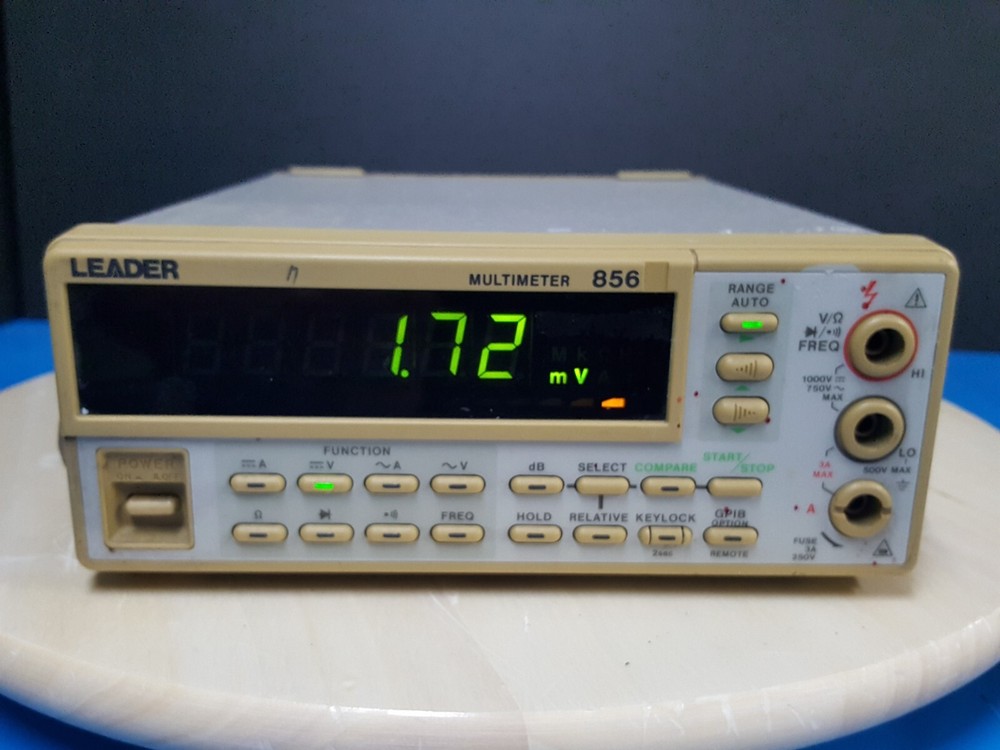 LEADER
MULTIMETER 856
1.72
m V
RANGE
AUTO
V/Ω
FREQ
HI
1000V
750V ~
MAX
LO
500V MAX
3A
MAX
A
FUSE
3A
250V
POWER
FUNCTION
A
V
~A
~V
dB
SELECT
COMPARE
START/STOP
Ω
FREQ
HOLD
RELATIVE
KEYLOCK
2sec
GPIB
OPTION
REMOTE